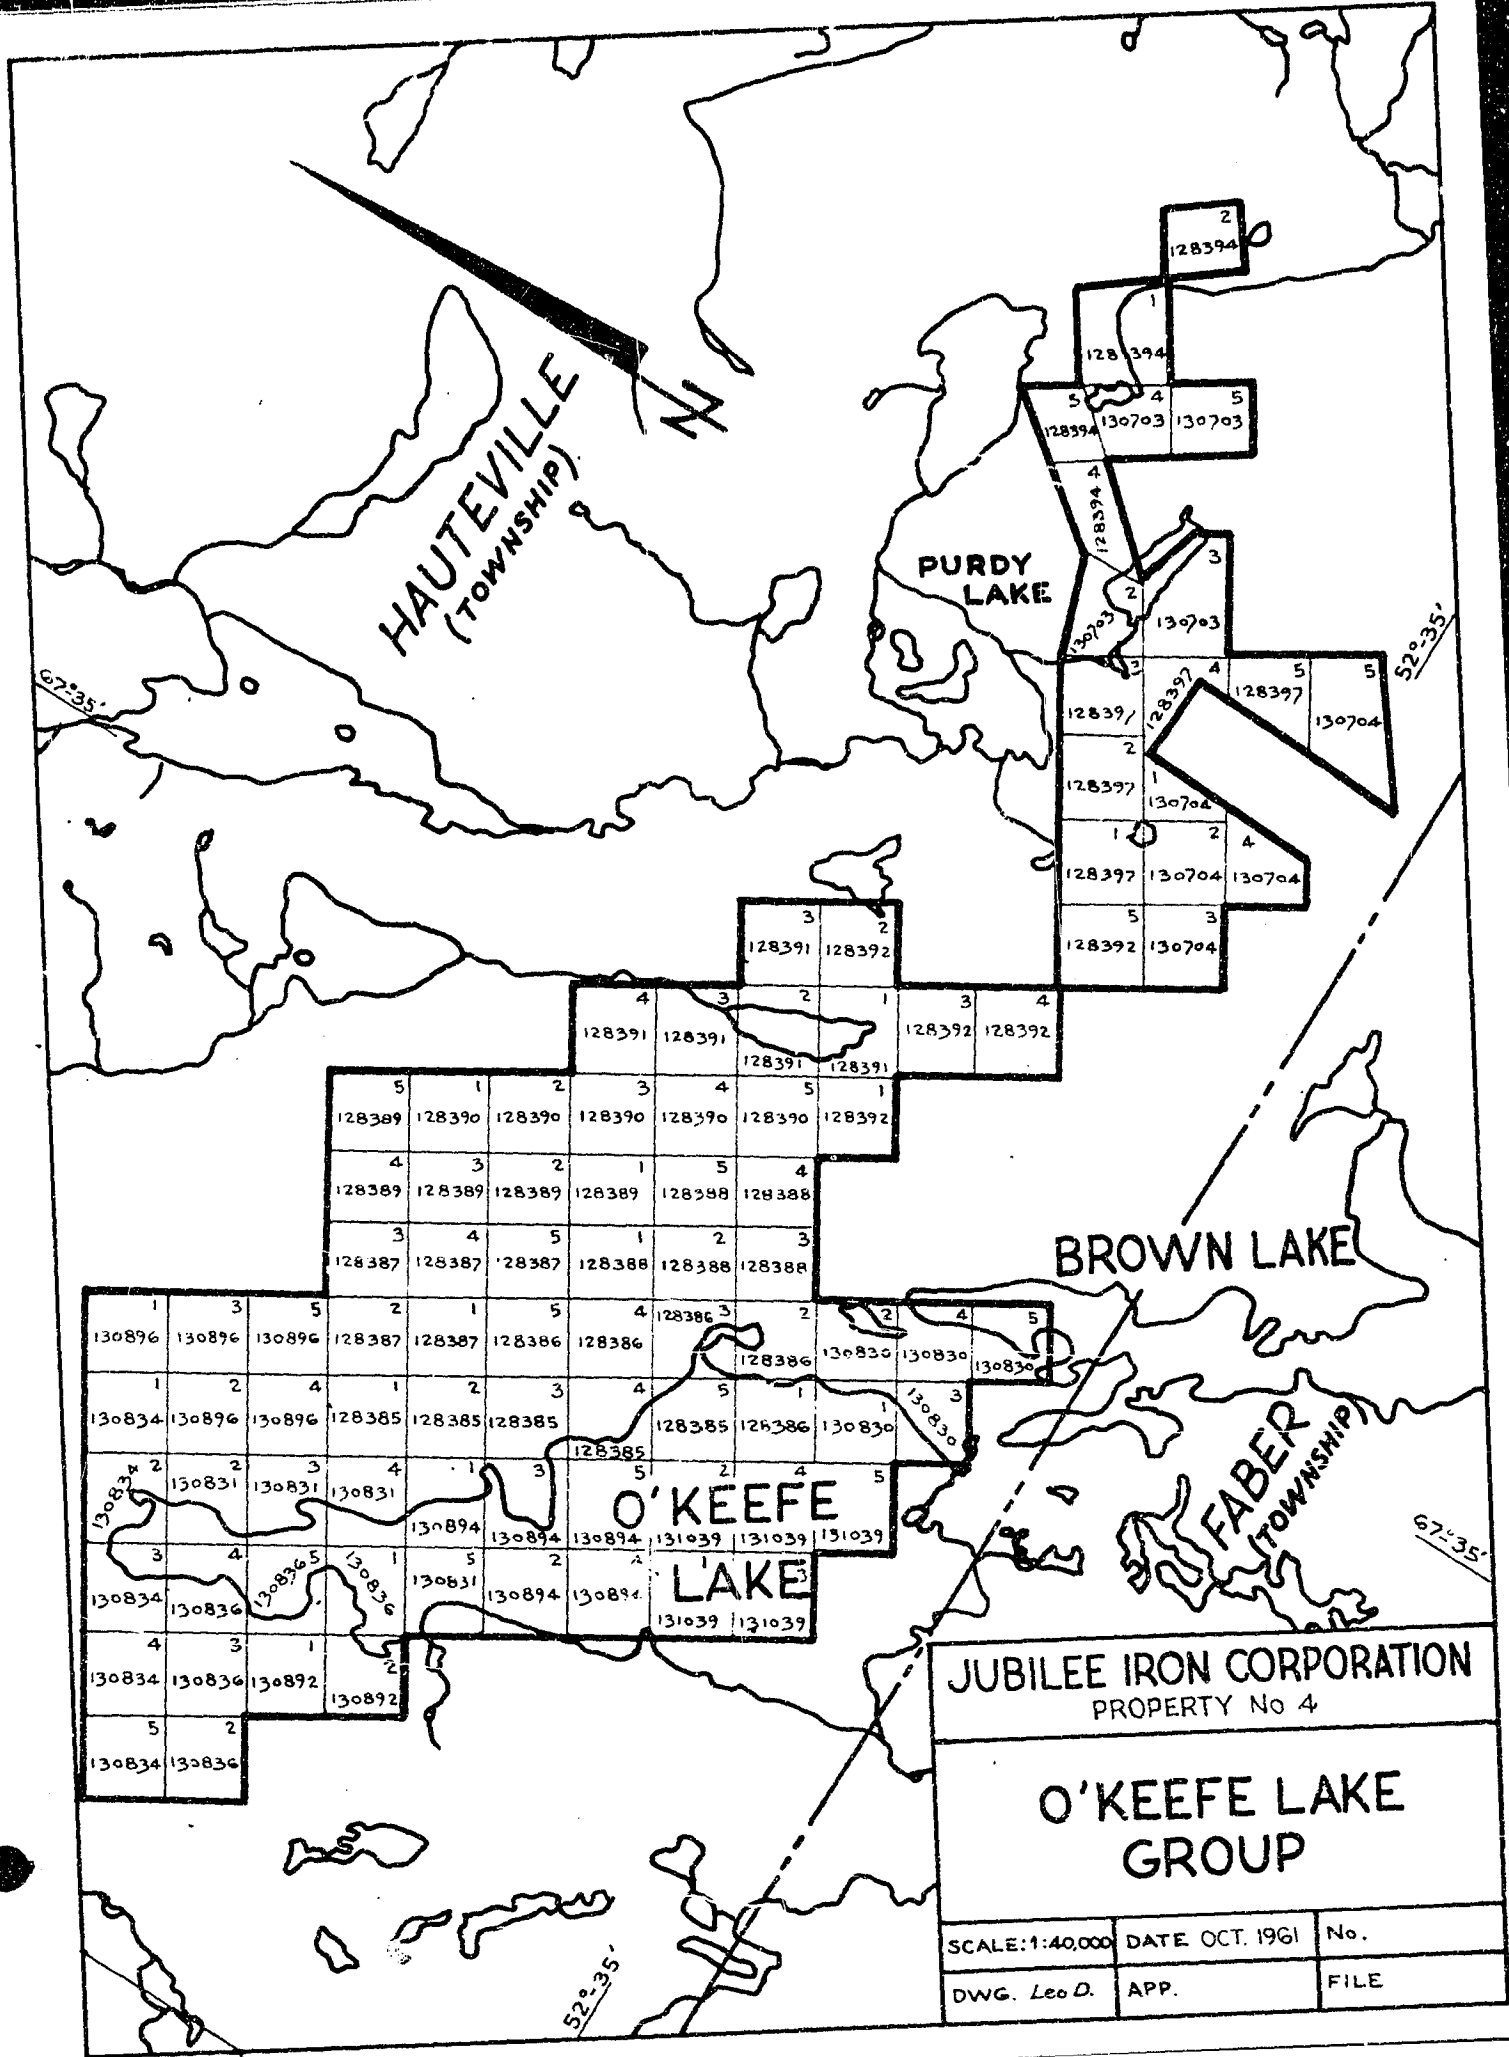 2
128394
1
128394
5 4 5
128394 130703 130703
4
128394
N
HAUTEVILLE
(TOWNSHIP)
PURDY
LAKE
3
2
130703
130703
52°-35'
67°-35'
3 4 5 5
128397 128397 128397 130704
2 1
128397 130704
1 2 4
128397 130704 130704
5 3
128392 130704
3 2
128391 128392
4 3 2 1 3 4
128391 128391 128391 128391 128392 128392
5 1 2 3 4 5 1
128389 128390 128390 128390 128390 128390 128392
4 3 2 1 5 4
128389 128389 128389 128389 128388 128388
3 4 5 1 2 3
128387 128387 128387 128388 128388 128388
BROWN LAKE
1 3 5 2 1 5 4 3 2 2 4 5
130896 130896 130896 128387 128387 128386 128386 128386 128386 130830 130830 130830
1 2 4 1 2 3 4 5 1 1 3
130834 130896 130896 128385 128385 128385 128385 128385 128386 130830 130830
2 2 3 4 1 3 5 2 4 5
130834 130831 130831 130831 130894 130894 130894 131039 131039 131039
O'KEEFE
LAKE
3 4 5 1 5 2 4 3
130834 130836 130836 130836 130831 130894 130894 131039 131039
4 3 1 2
130834 130836 130892 130892
5 2
130834 130836
FABER
(TOWNSHIP)
67°-35'
52°-35'
JUBILEE IRON CORPORATION
PROPERTY No 4
O'KEEFE LAKE
GROUP
SCALE: 1:40,000 DATE OCT. 1961 No.
DWG. Leo D. APP. FILE